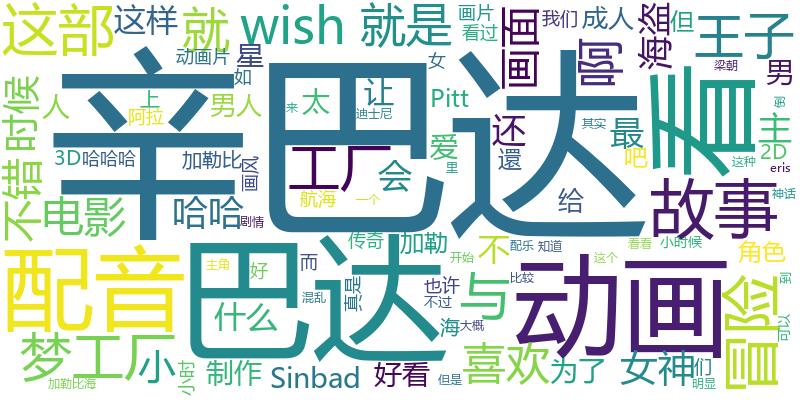 这部
这样
就
wish
就是
画片
看过
我们
成人
但
王子
动画片
星
画面
啊
海盗
梁朝
男
时候
人
上
如
阿拉
男人
女
太
来
让
迪士尼
Pitt
辛巴达
还
最
其实
看
到
主
不错
3D
哈哈哈
加勒比
画风
工厂
会
爱
里
還
吧
这种
2D
eris
电影
哈哈
剧情
航海
一个
给
故事
神话
配音
巴达
传奇
加勒
不
开始
配乐
知道
小时候
看看
角色
冒险
主角
好
而
真是
与
动画
这个
到
可以
什么
混乱
也许
不过
海
大概
比较
梦工厂
小
小时
制作
Sinbad
好看
但是
喜欢
为了
女神
们
明显
加勒比海